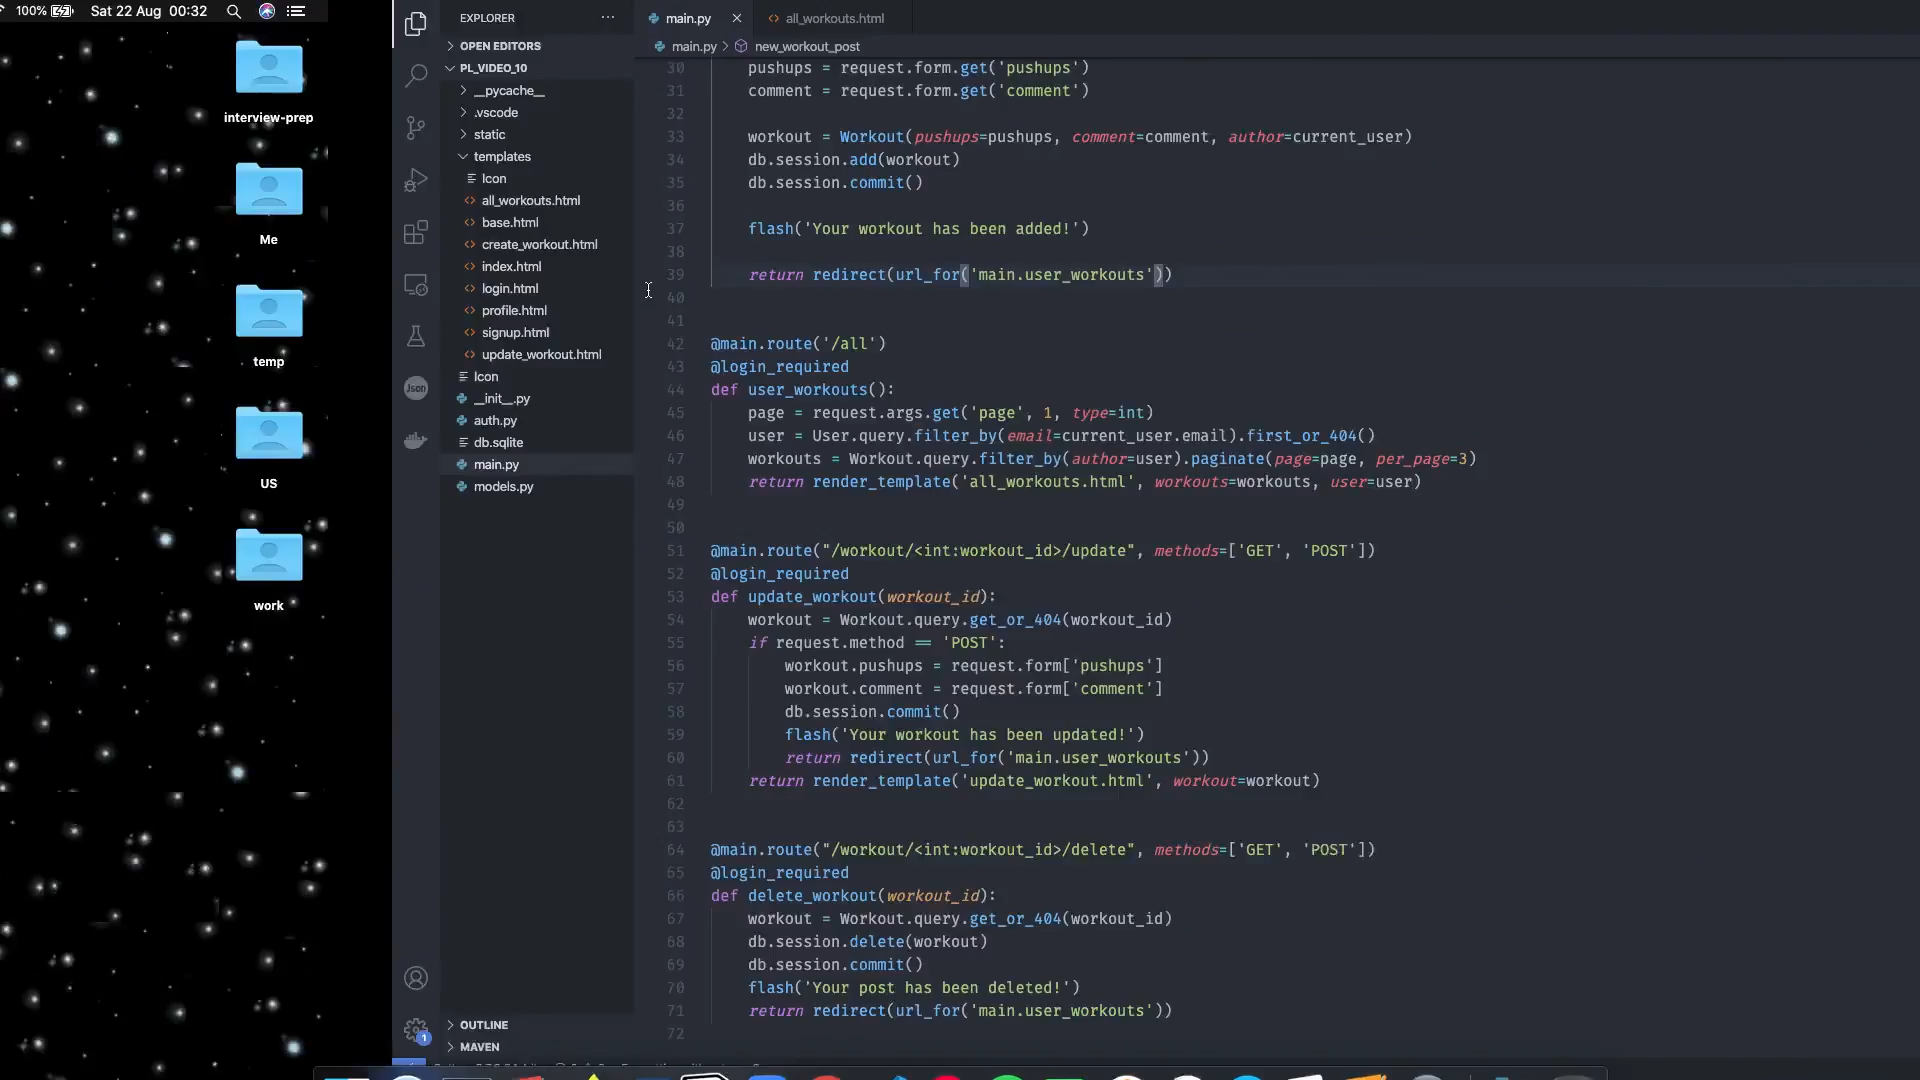 100%
Sat 22 Aug 00:32
interview-prep
Me
temp
US
work
EXPLORER
OPEN EDITORS
PL_VIDEO_10
__pycache__
.vscode
static
templates
Icon
all_workouts.html
base.html
create_workout.html
index.html
login.html
profile.html
signup.html
update_workout.html
Icon
__init__.py
auth.py
db.sqlite
main.py
models.py
OUTLINE
MAVEN
Json
1
main.py
all_workouts.html
main.py > new_workout_post
30 pushups = request.form.get('pushups')
31 comment = request.form.get('comment')
32
33 workout = Workout(pushups=pushups, comment=comment, author=current_user)
34 db.session.add(workout)
35 db.session.commit()
36
37 flash('Your workout has been added!')
38
39 return redirect(url_for('main.user_workouts'))
40
41
42 @main.route('/all')
43 @login_required
44 def user_workouts():
45 page = request.args.get('page', 1, type=int)
46 user = User.query.filter_by(email=current_user.email).first_or_404()
47 workouts = Workout.query.filter_by(author=user).paginate(page=page, per_page=3)
48 return render_template('all_workouts.html', workouts=workouts, user=user)
49
50
51 @main.route("/workout/<int:workout_id>/update", methods=['GET', 'POST'])
52 @login_required
53 def update_workout(workout_id):
54 workout = Workout.query.get_or_404(workout_id)
55 if request.method == 'POST':
56 workout.pushups = request.form['pushups']
57 workout.comment = request.form['comment']
58 db.session.commit()
59 flash('Your workout has been updated!')
60 return redirect(url_for('main.user_workouts'))
61 return render_template('update_workout.html', workout=workout)
62
63
64 @main.route("/workout/<int:workout_id>/delete", methods=['GET', 'POST'])
65 @login_required
66 def delete_workout(workout_id):
67 workout = Workout.query.get_or_404(workout_id)
68 db.session.delete(workout)
69 db.session.commit()
70 flash('Your post has been deleted!')
71 return redirect(url_for('main.user_workouts'))
72